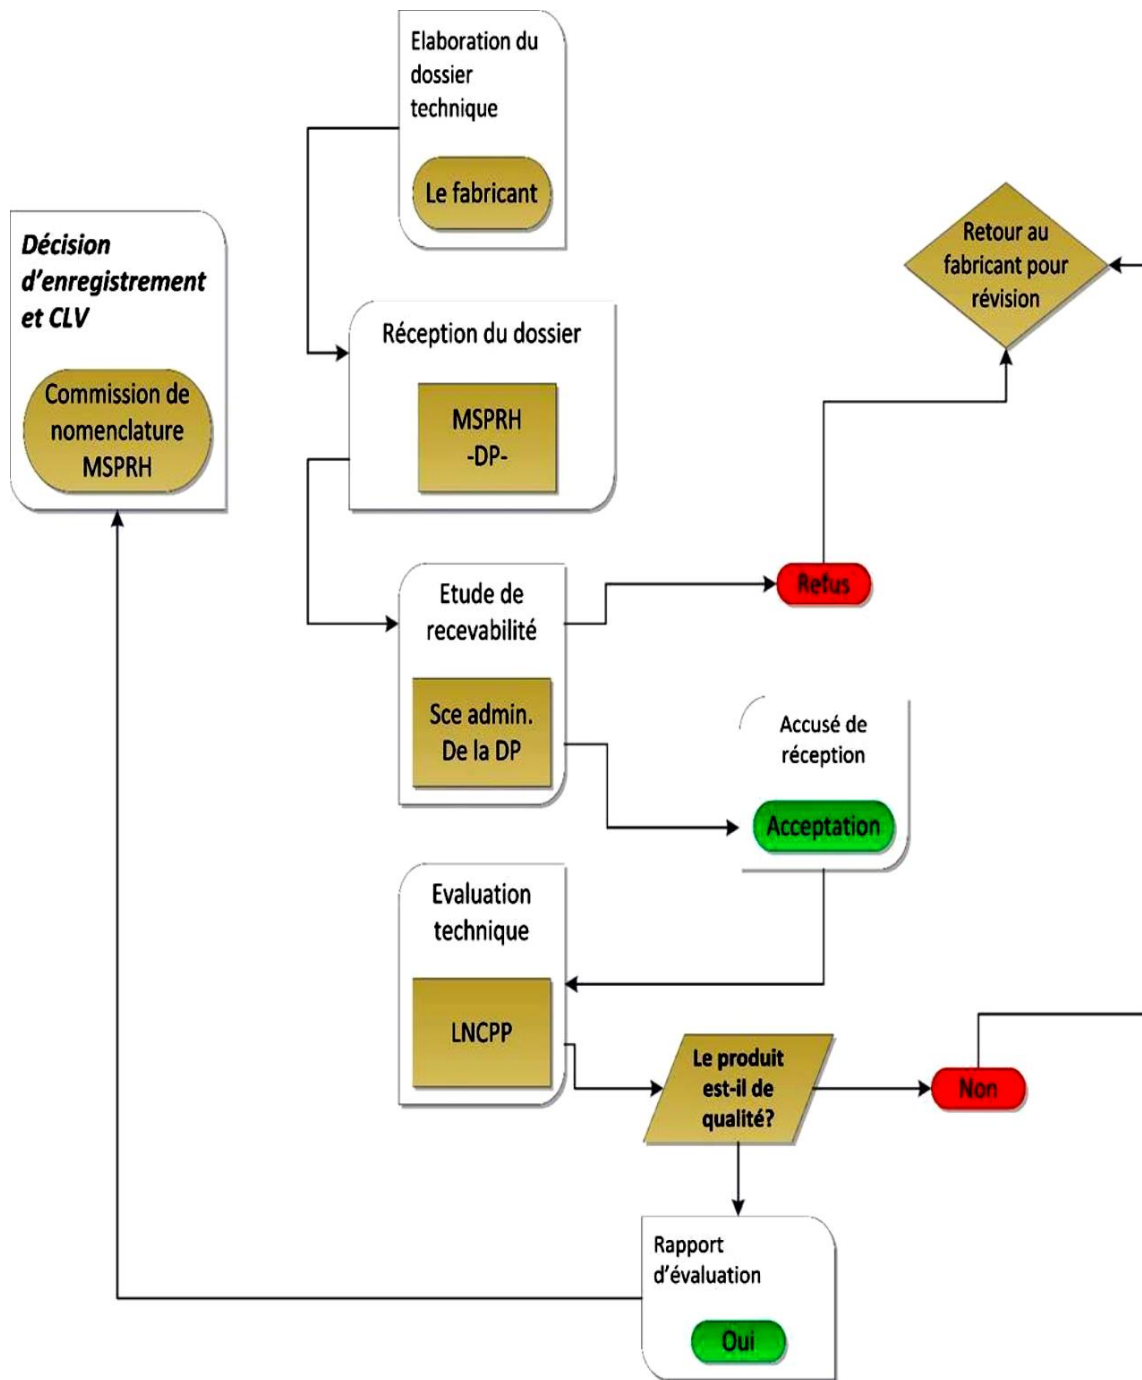 Elaboration du
dossier
technique
Le fabricant
Décision
d'enregistrement
et CLV
Commission de
nomenclature
MSPRH
Retour au
fabricant pour
révision
Réception du dossier
MSPRH
-DP-
Etude de
recevabilité
Sce admin.
De la DP
Refus
Accusé de
réception
Acceptation
Evaluation
technique
LNCPP
Le produit
est-il de
qualité?
Non
Rapport
d'évaluation
Oui